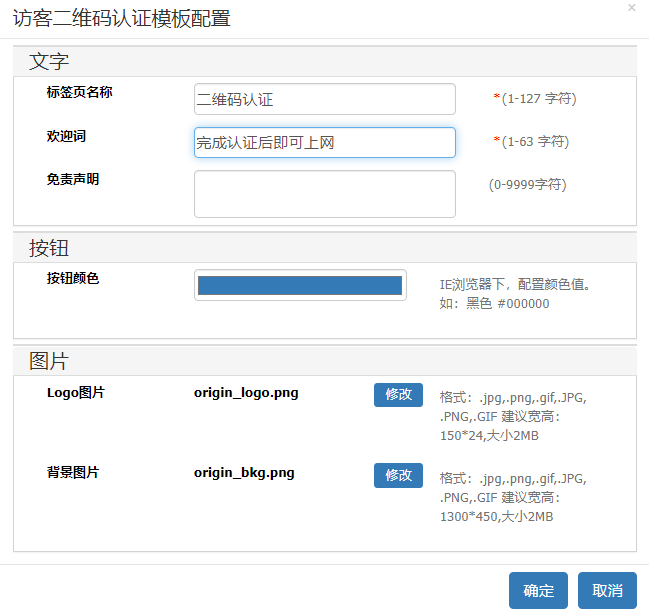 访客二维码认证模板配置
×
文字
标签页名称 二维码认证 *(1-127 字符)
欢迎词 完成认证后即可上网 *(1-63 字符)
免责声明 (0-9999字符)
按钮
按钮颜色 IE浏览器下，配置颜色值。
如：黑色 #000000
图片
Logo图片 origin_logo.png 修改 格式：.jpg,.png,.gif,.JPG,
.PNG,.GIF 建议宽高：
150*24,大小2MB
背景图片 origin_bkg.png 修改 格式：.jpg,.png,.gif,.JPG,
.PNG,.GIF 建议宽高：
1300*450,大小2MB
确定 取消